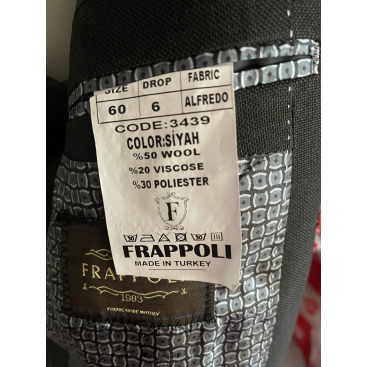 SIZE DROP FABRIC
60 6 ALFREDO
CODE:3439
COLOR:SİYAH
%50 WOOL
%20 VISCOSE
%30 POLIESTER
F
FRAPPOLI
MADE IN TURKEY
FRAPPOLI
1983